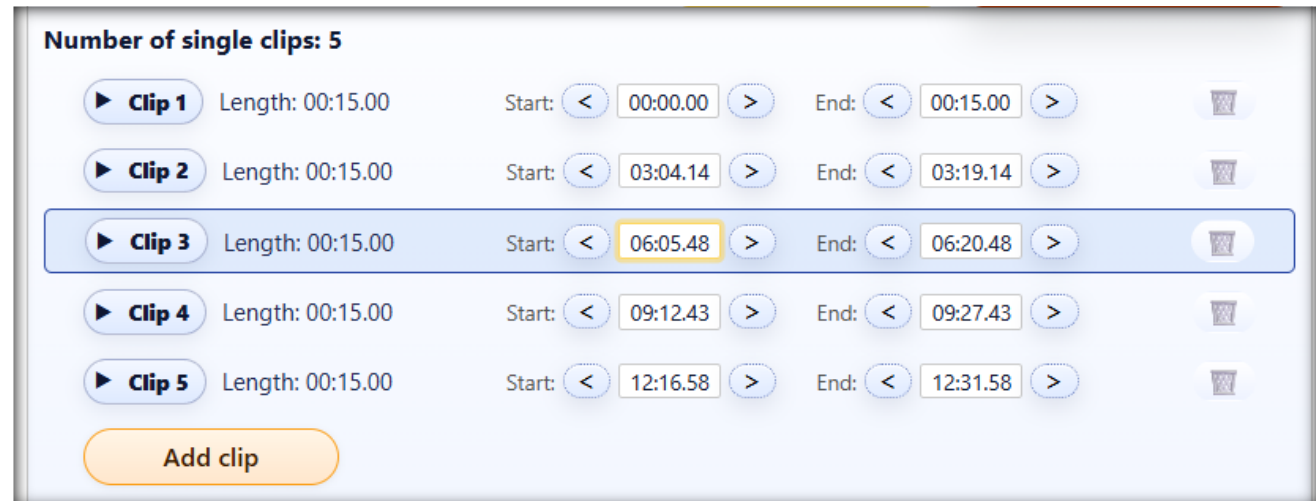 Number of single clips: 5
Clip 1 Length: 00:15.00 Start: < 00:00.00 > End: < 00:15.00 >
Clip 2 Length: 00:15.00 Start: < 03:04.14 > End: < 03:19.14 >
Clip 3 Length: 00:15.00 Start: < 06:05.48 > End: < 06:20.48 >
Clip 4 Length: 00:15.00 Start: < 09:12.43 > End: < 09:27.43 >
Clip 5 Length: 00:15.00 Start: < 12:16.58 > End: < 12:31.58 >
Add clip